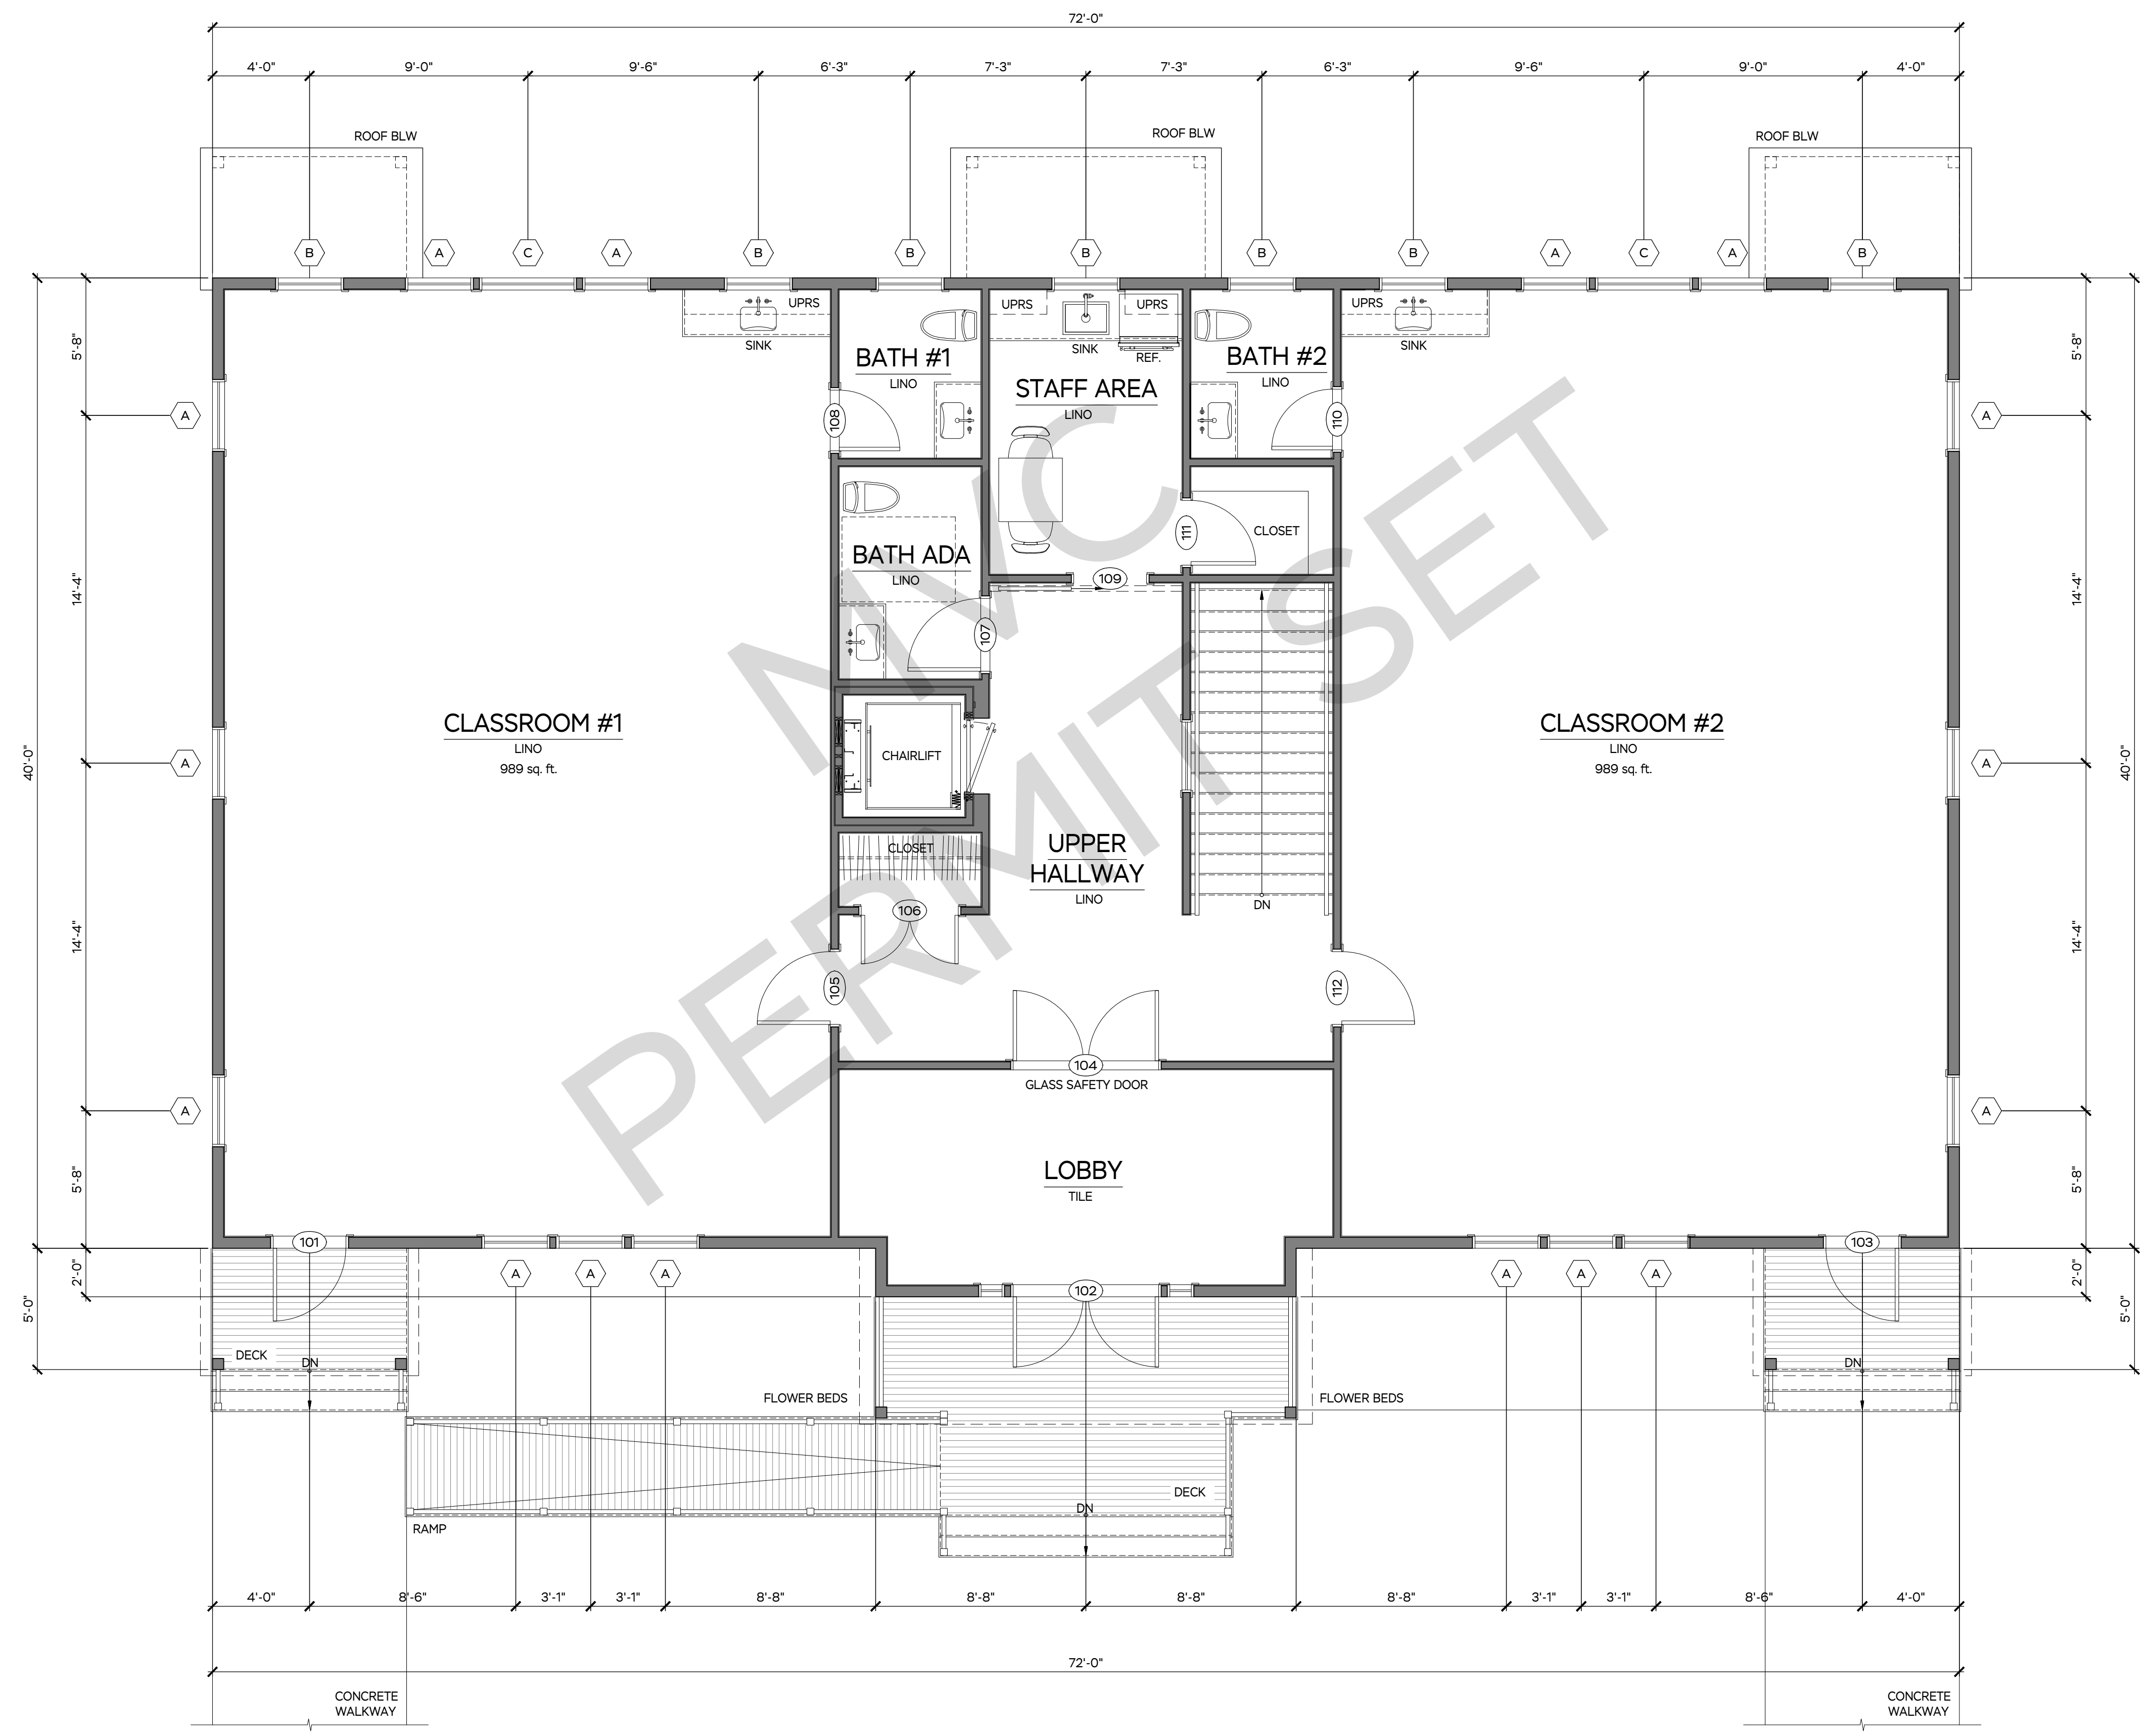 72'-0"
4'-0" 9'-0" 9'-6" 6'-3" 7'-3" 7'-3" 6'-3" 9'-6" 9'-0" 4'-0"
ROOF BLW ROOF BLW ROOF BLW
B A C A B B B B B A C A B
UPRS UPRS UPRS UPRS
SINK SINK REF. SINK
5'-8" 5'-8"
BATH #1
LINO
STAFF AREA
LINO
BATH #2
LINO
A 108 110 A
111 CLOSET
BATH ADA
LINO
109
107
14'-4" 14'-4"
MVC
PERMIT SET
CLASSROOM #1
LINO
989 sq. ft.
CHAIRLIFT
CLASSROOM #2
LINO
989 sq. ft.
A A
40'-0" 40'-0"
CLOSET
UPPER
HALLWAY
LINO
DN
106
14'-4" 14'-4"
105 112
104
GLASS SAFETY DOOR
A A
LOBBY
TILE
5'-8" 5'-8"
101 103
2'-0" A A A 102 A A A 2'-0"
5'-0" 5'-0"
DECK DN DN
FLOWER BEDS FLOWER BEDS
DECK
DN
RAMP
4'-0" 8'-6" 3'-1" 3'-1" 8'-8" 8'-8" 8'-8" 8'-8" 3'-1" 3'-1" 8'-6" 4'-0"
72'-0"
CONCRETE
WALKWAY
CONCRETE
WALKWAY